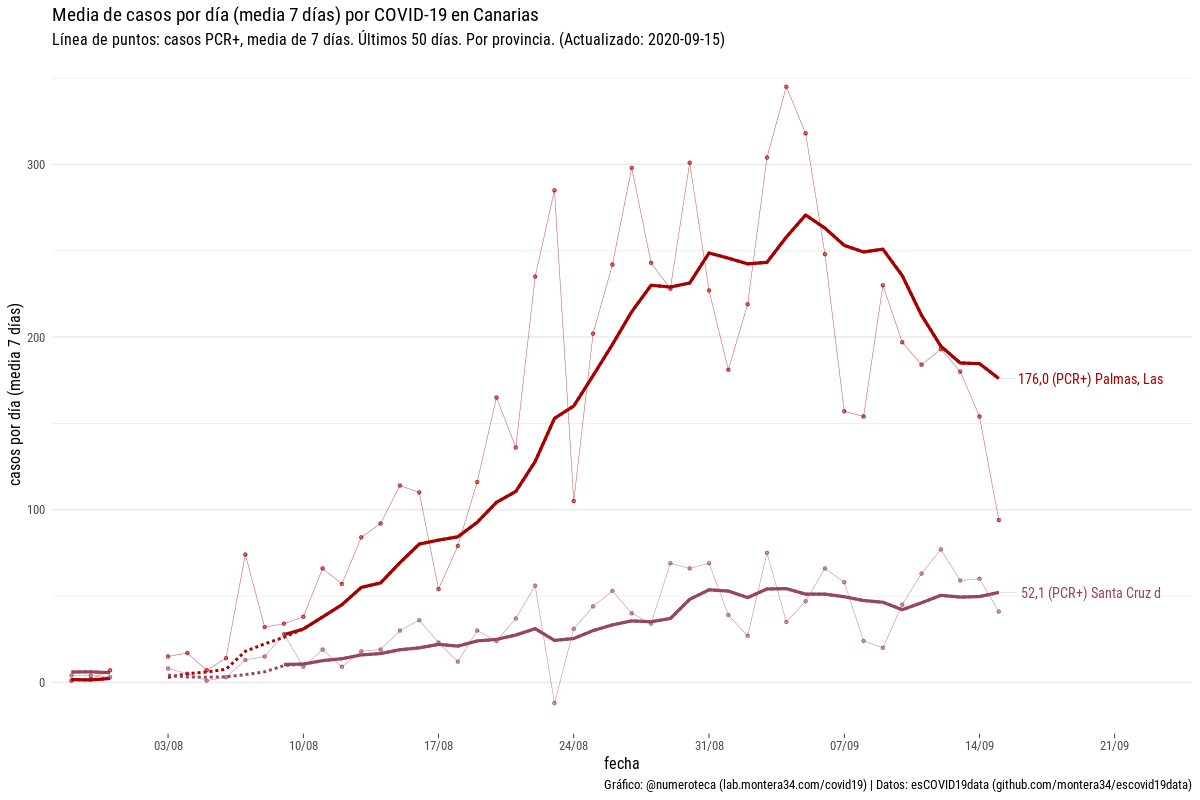 Media de casos por día (media 7 días) por COVID-19 en Canarias
Línea de puntos: casos PCR+, media de 7 días. Últimos 50 días. Por provincia. (Actualizado: 2020-09-15)
casos por día (media 7 días)
300
200
100
0
176,0 (PCR+) Palmas, Las
52,1 (PCR+) Santa Cruz d
03/08 10/08 17/08 24/08 31/08 07/09 14/09 21/09
fecha
Gráfico: @numeroteca (lab.montera34.com/covid19) | Datos: esCOVID19data (github.com/montera34/escovid19data)